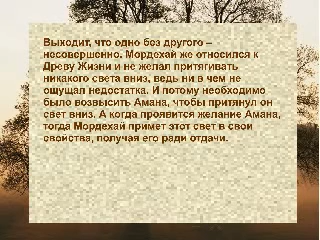 Выходит, что одно без другого –
несовершенно. Мордехай же относился к
Древу Жизни и не желал притягивать
никакого света вниз, ведь ни в чем не
ощущал недостатка. И потому необходимо
было возвысить Амана, чтобы притянул он
свет вниз. А когда проявится желание Амана,
тогда Мордехай примет этот свет в свои
свойства, получая его ради отдачи.